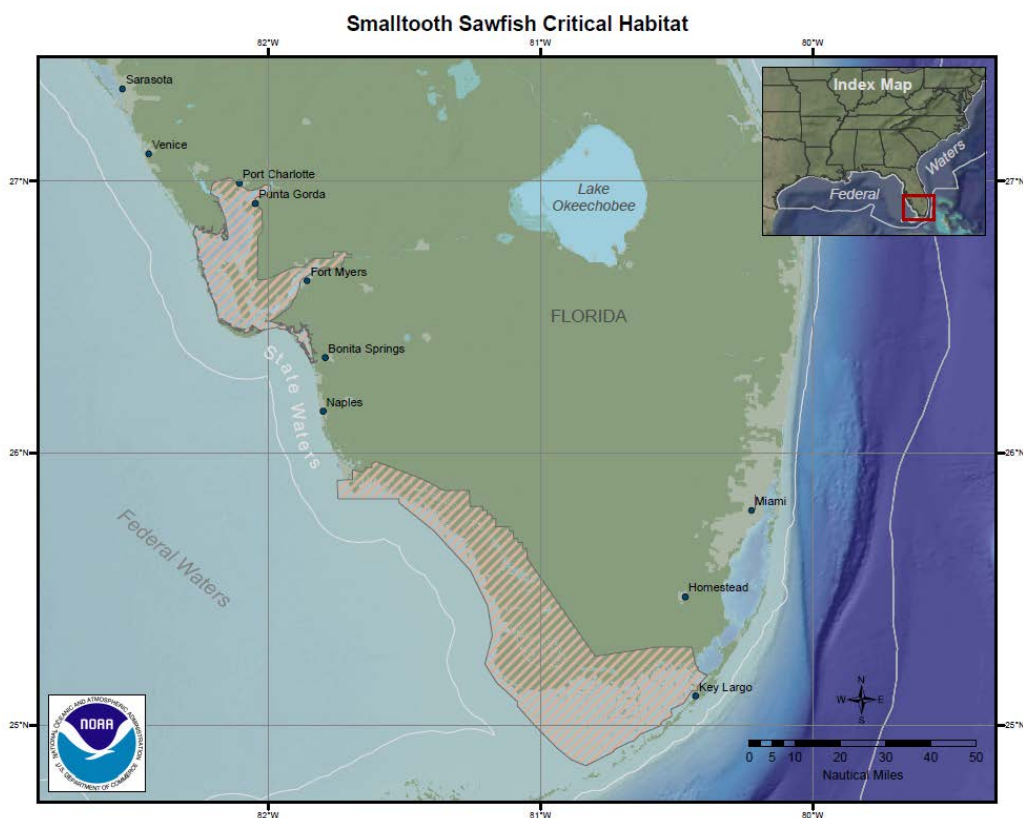 Smalltooth Sawfish Critical Habitat
82°W
81°W
80°W
Sarasota
Index Map
Venice
Waters
Federal
27°N
27°N
Port Charlotte
Punta Gorda
Lake
Okeechobee
Fort Myers
FLORIDA
Bonita Springs
State Waters
Naples
26°N
26°N
Miami
Federal Waters
Homestead
Key Largo
N
W
E
S
25°N
25°N
NATIONAL OCEANIC AND ATMOSPHERIC ADMINISTRATION
NOAA
U.S. DEPARTMENT OF COMMERCE
0 5 10 20 30 40 50
Nautical Miles
82°W
81°W
80°W